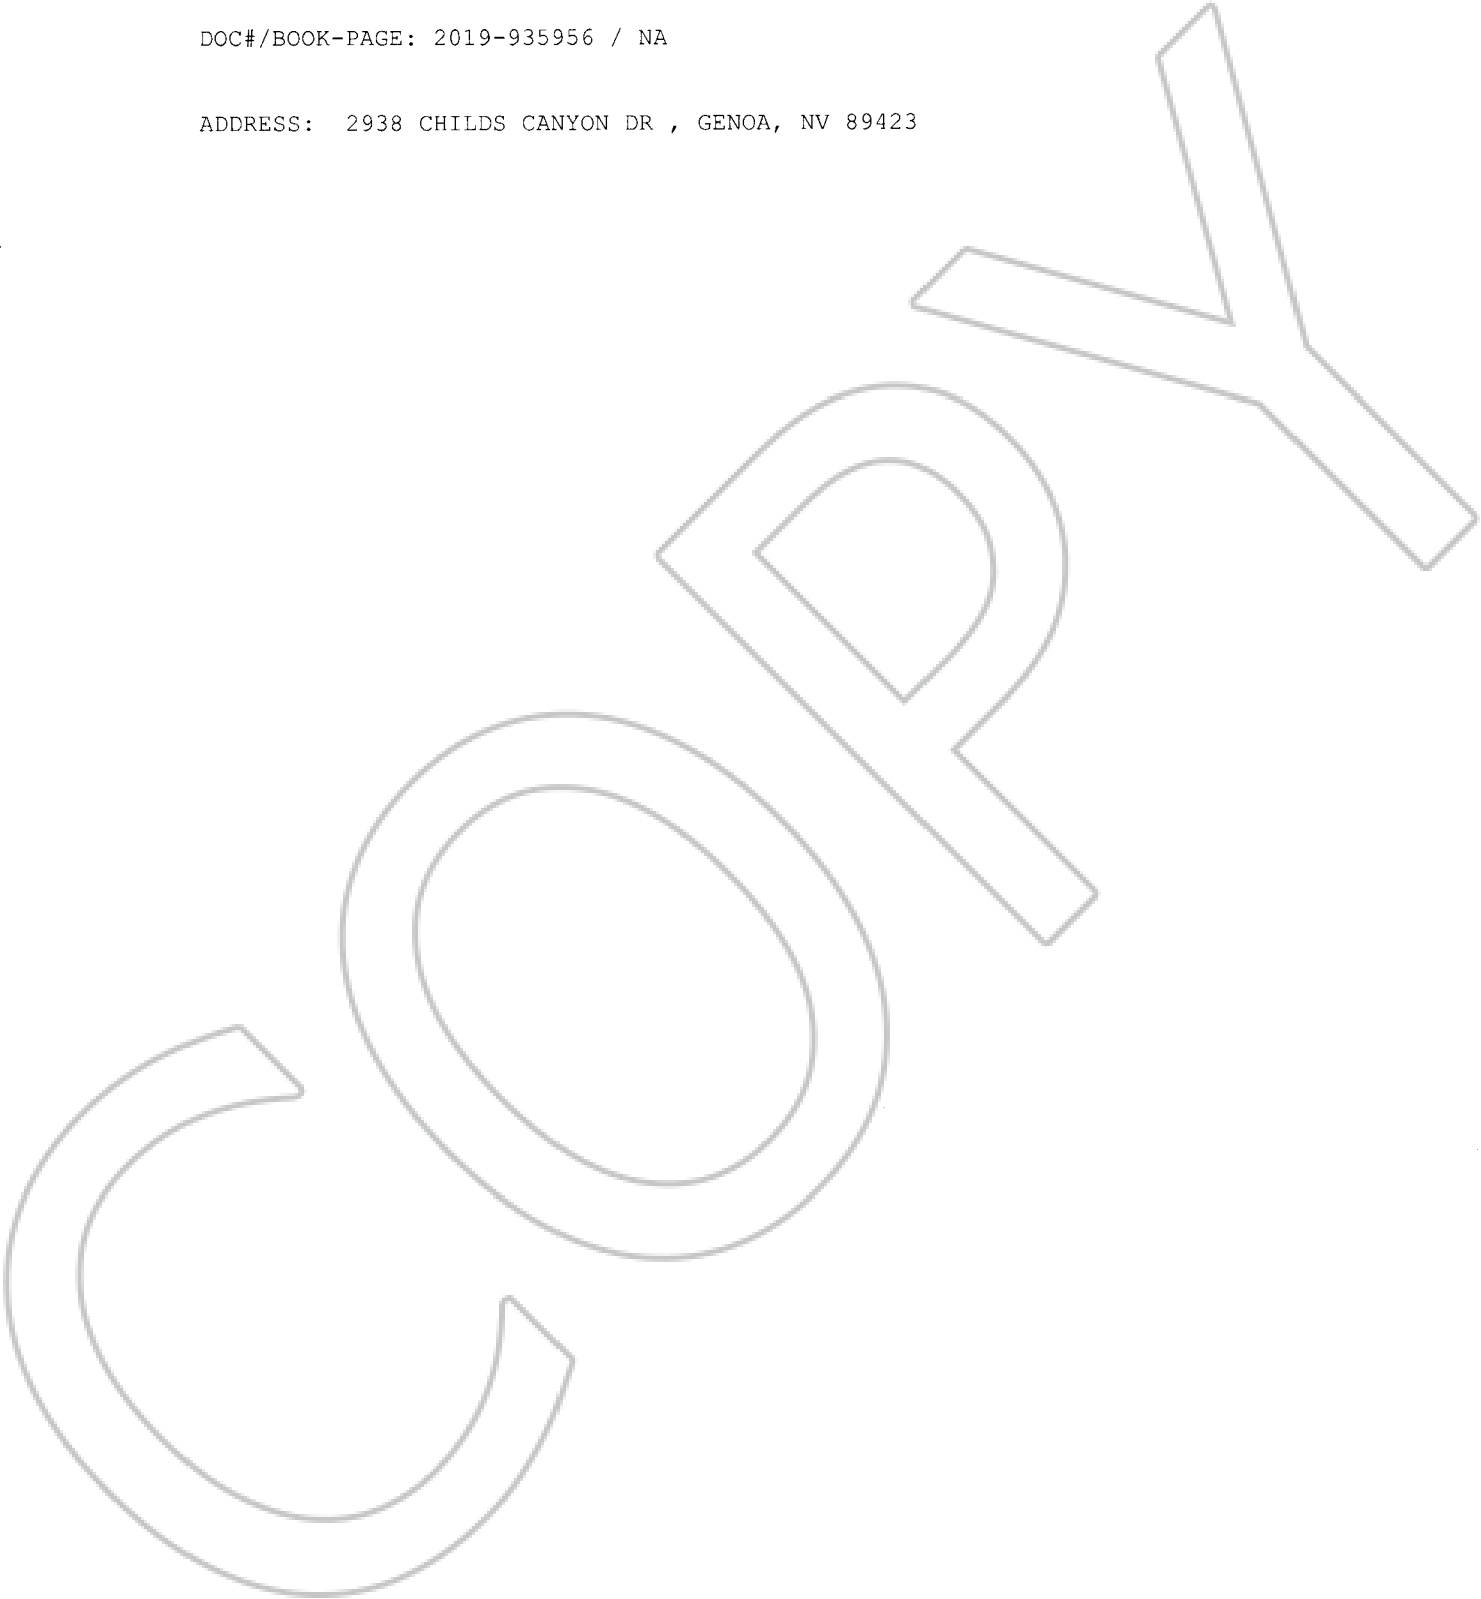 DOC#/BOOK-PAGE: 2019-935956 / NA
ADDRESS:  2938 CHILDS CANYON DR , GENOA, NV 89423
COPY